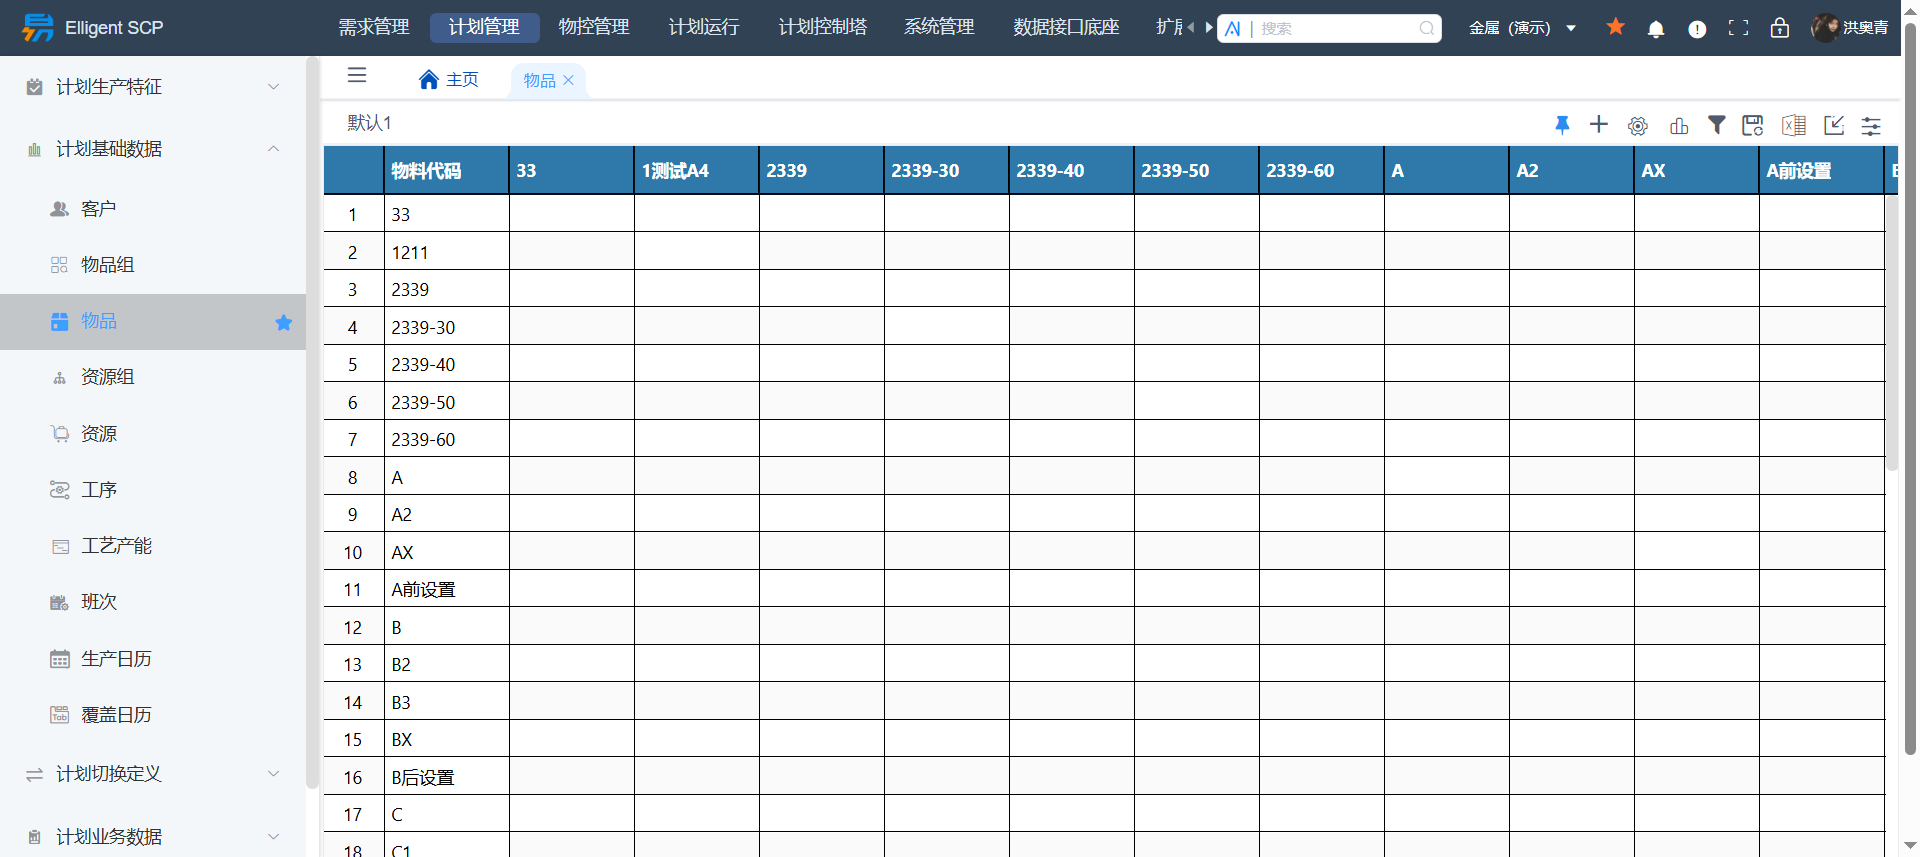 Elligent SCP
需求管理 计划管理 物控管理 计划运行 计划控制塔 系统管理 数据接口底座
AI | 搜索
金属（演示）
洪奥青
计划生产特征
计划基础数据
客户
物品组
物品
资源组
资源
工序
工艺产能
班次
生产日历
覆盖日历
计划切换定义
计划业务数据
主页 物品
默认1
物料代码 33 1测试A4 2339 2339-30 2339-40 2339-50 2339-60 A A2 AX A前设置
1 33
2 1211
3 2339
4 2339-30
5 2339-40
6 2339-50
7 2339-60
8 A
9 A2
10 AX
11 A前设置
12 B
13 B2
14 B3
15 BX
16 B后设置
17 C
18 C1